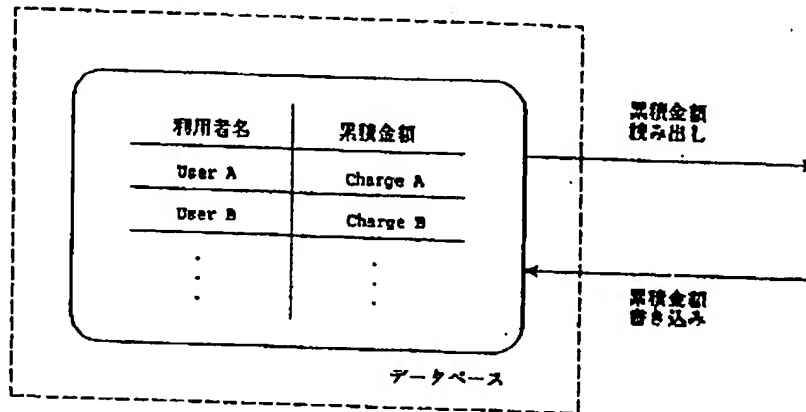 利用者名 累積金額
User A Charge A
User B Charge B
累積金額
読み出し
累積金額
書き込み
データベース